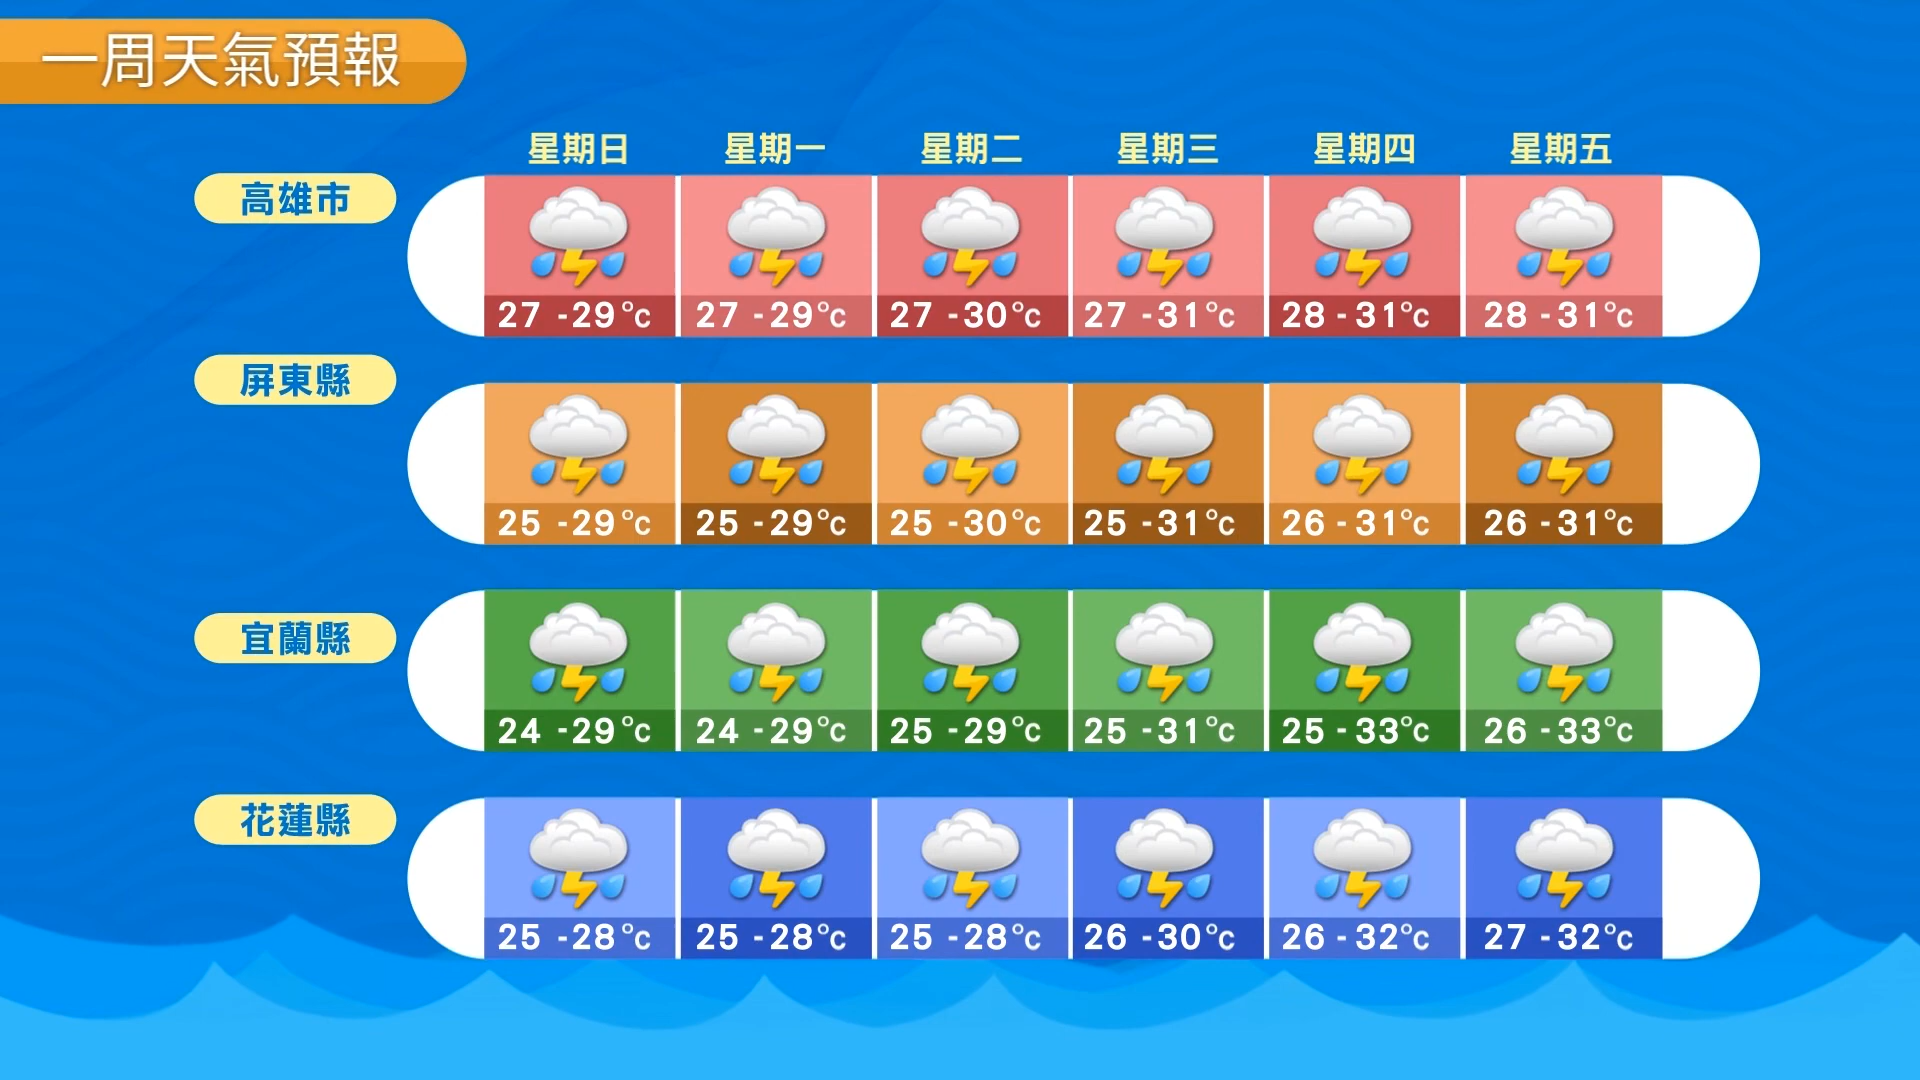 一周天氣預報
星期日 星期一 星期二 星期三 星期四 星期五
高雄市
27 -29°C 27 -29°C 27 -30°C 27 -31°C 28 -31°C 28 -31°C
屏東縣
25 -29°C 25 -29°C 25 -30°C 25 -31°C 26 -31°C 26 -31°C
宜蘭縣
24 -29°C 24 -29°C 25 -29°C 25 -31°C 25 -33°C 26 -33°C
花蓮縣
25 -28°C 25 -28°C 25 -28°C 26 -30°C 26 -32°C 27 -32°C